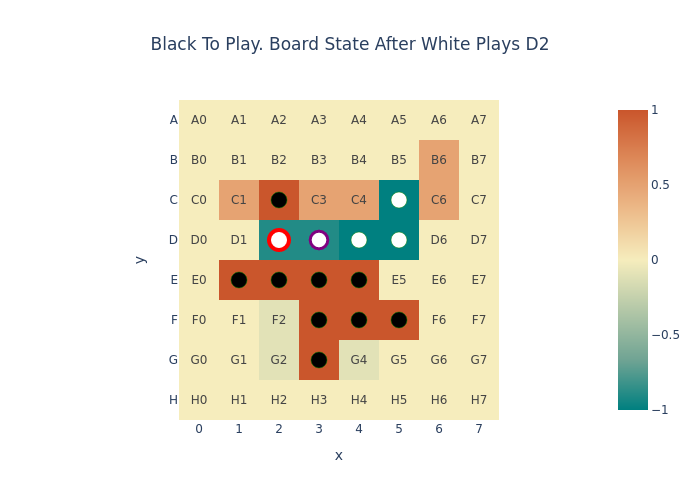 Black To Play. Board State After White Plays D2
A A0 A1 A2 A3 A4 A5 A6 A7
B B0 B1 B2 B3 B4 B5 B6 B7
C C0 C1 C3 C4 C6 C7
D D0 D1 D6 D7
E E0 E5 E6 E7
F F0 F1 F2 F6 F7
G G0 G1 G2 G4 G5 G6 G7
H H0 H1 H2 H3 H4 H5 H6 H7
0 1 2 3 4 5 6 7
x
y
1
0.5
0
−0.5
−1